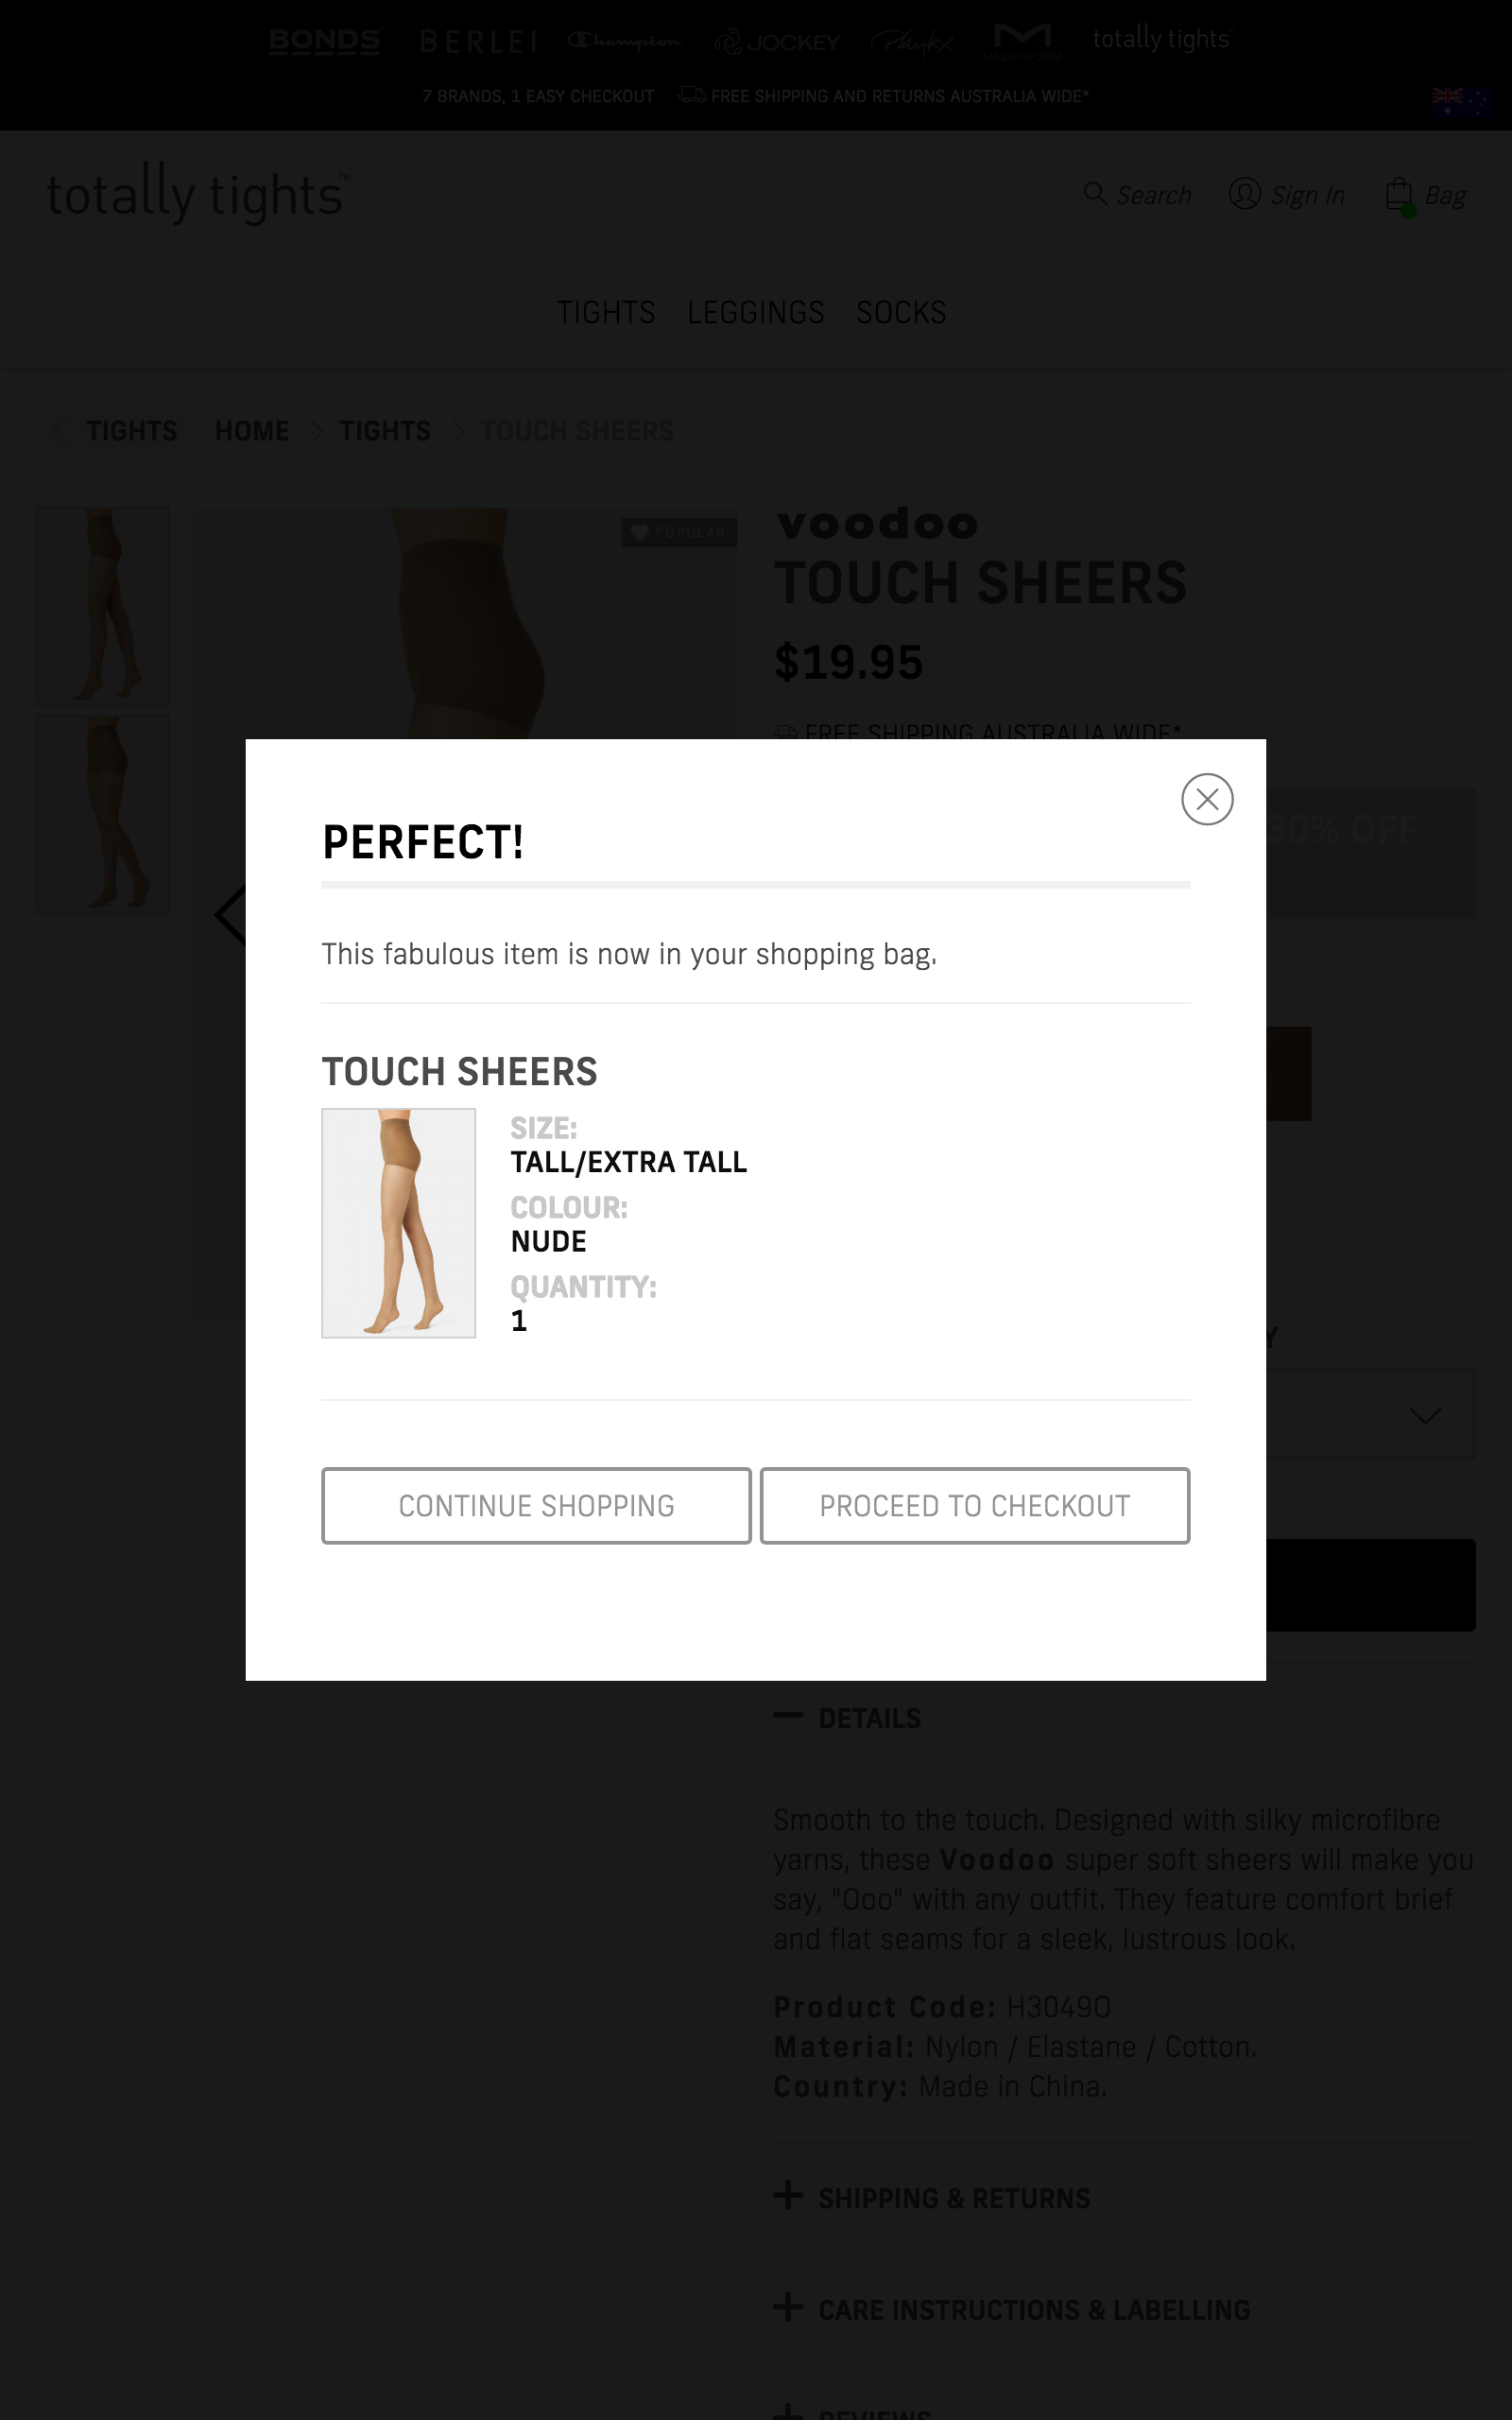 BONDS BERLEI Champion JOCKEY Playtex MAIDENFORM totally tights
7 BRANDS, 1 EASY CHECKOUT FREE SHIPPING AND RETURNS AUSTRALIA WIDE*
totally tights™
Search Sign In Bag
TIGHTS LEGGINGS SOCKS
TIGHTS HOME TIGHTS TOUCH SHEERS
POPULAR
voodoo
TOUCH SHEERS
$19.95
FREE SHIPPING AUSTRALIA WIDE*
30% OFF
PERFECT!
This fabulous item is now in your shopping bag.
TOUCH SHEERS
SIZE:
TALL/EXTRA TALL
COLOUR:
NUDE
QUANTITY:
1
Y
CONTINUE SHOPPING PROCEED TO CHECKOUT
DETAILS
Smooth to the touch. Designed with silky microfibre
yarns, these Voodoo super soft sheers will make you
say, "Ooo" with any outfit. They feature comfort brief
and flat seams for a sleek, lustrous look.
Product Code: H30490
Material: Nylon / Elastane / Cotton.
Country: Made in China.
SHIPPING & RETURNS
CARE INSTRUCTIONS & LABELLING
REVIEWS